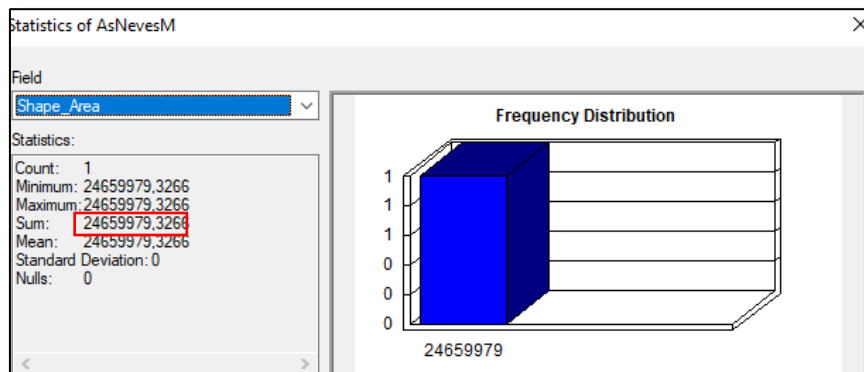 Statistics of AsNevesM
Field
Shape_Area
Statistics:
Count: 1
Minimum: 24659979,3266
Maximum: 24659979,3266
Sum: 24659979,3266
Mean: 24659979,3266
Standard Deviation: 0
Nulls: 0
Frequency Distribution
1
1
1
0
0
0
24659979